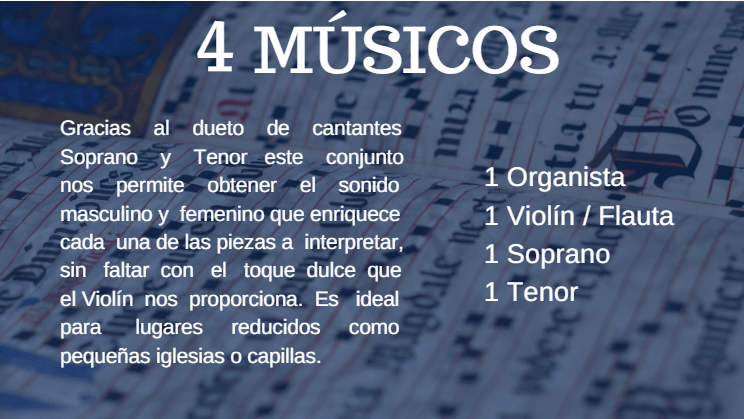 4 MÚSICOS
Gracias al dueto de cantantes
Soprano y Tenor este conjunto
nos permite obtener el sonido
masculino y femenino que enriquece
cada una de las piezas a interpretar,
sin faltar con el toque dulce que
el Violín nos proporciona. Es ideal
para lugares reducidos como
pequeñas iglesias o capillas.
1 Organista
1 Violín / Flauta
1 Soprano
1 Tenor